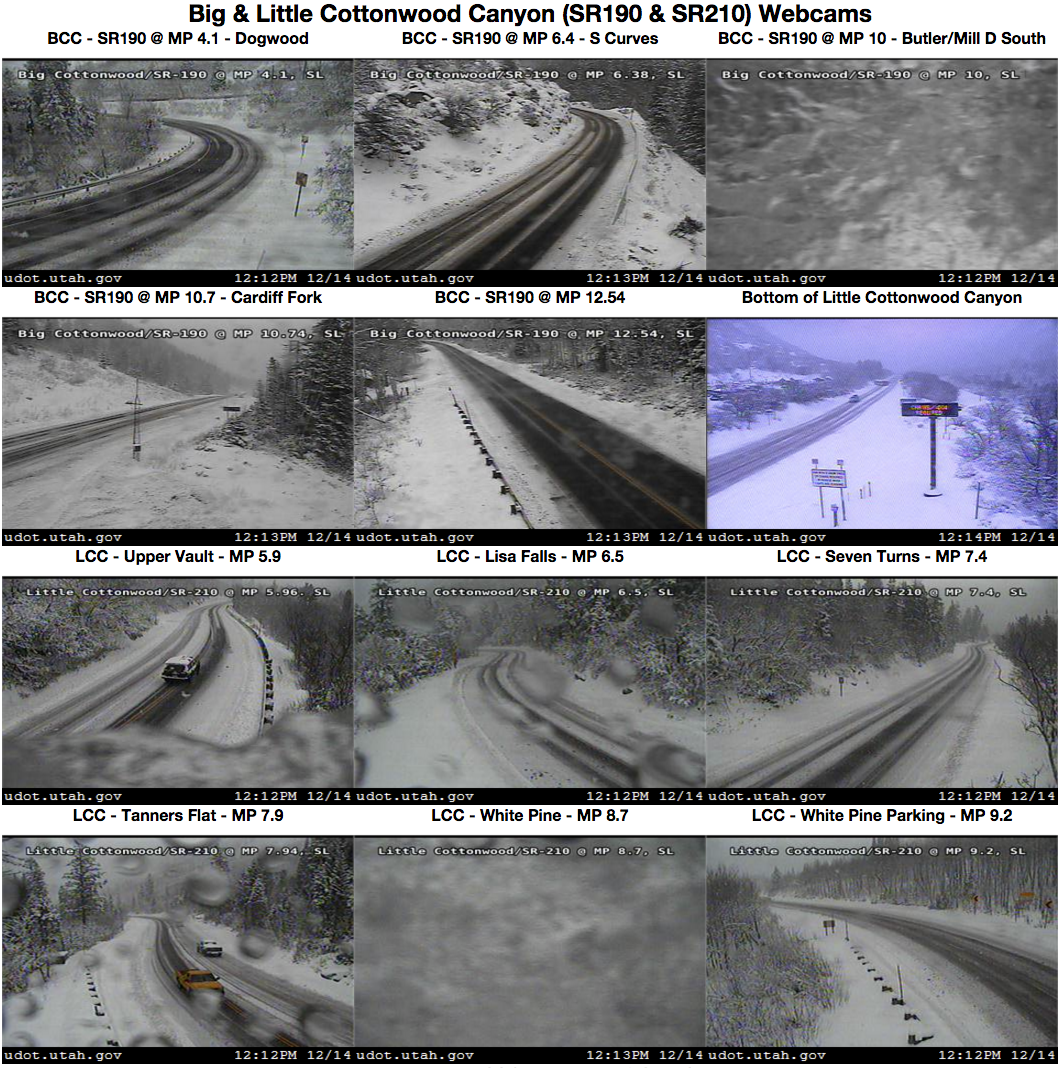 Big & Little Cottonwood Canyon (SR190 & SR210) Webcams
BCC - SR190 @ MP 4.1 - Dogwood
BCC - SR190 @ MP 6.4 - S Curves
BCC - SR190 @ MP 10 - Butler/Mill D South
Big Cottonwood/SR-190 @ MP 4.1, SL
Big Cottonwood/SR-190 @ MP 6.38, SL
Big Cottonwood/SR-190 @ MP 10, SL
udot.utah.gov 12:12PM 12/14
udot.utah.gov 12:13PM 12/14
udot.utah.gov 12:12PM 12/14
BCC - SR190 @ MP 10.7 - Cardiff Fork
BCC - SR190 @ MP 12.54
Bottom of Little Cottonwood Canyon
Big Cottonwood/SR-190 @ MP 10.74, SL
Big Cottonwood/SR-190 @ MP 12.54, SL
CHAINS/4X4
REQUIRED
udot.utah.gov 12:13PM 12/14
udot.utah.gov 12:13PM 12/14
udot.utah.gov 12:14PM 12/14
LCC - Upper Vault - MP 5.9
LCC - Lisa Falls - MP 6.5
LCC - Seven Turns - MP 7.4
Little Cottonwood/SR-210 @ MP 5.96. SL
Little Cottonwood/SR-210 @ MP 6.5, SL
Little Cottonwood/SR-210 @ MP 7.4, SL
udot.utah.gov 12:12PM 12/14
udot.utah.gov 12:12PM 12/14
udot.utah.gov 12:12PM 12/14
LCC - Tanners Flat - MP 7.9
LCC - White Pine - MP 8.7
LCC - White Pine Parking - MP 9.2
Little Cottonwood/SR-210 @ MP 7.94, SL
Little Cottonwood/SR-210 @ MP 8.7, SL
Little Cottonwood/SR-210 @ MP 9.2, SL
udot.utah.gov 12:12PM 12/14
udot.utah.gov 12:13PM 12/14
udot.utah.gov 12:12PM 12/14